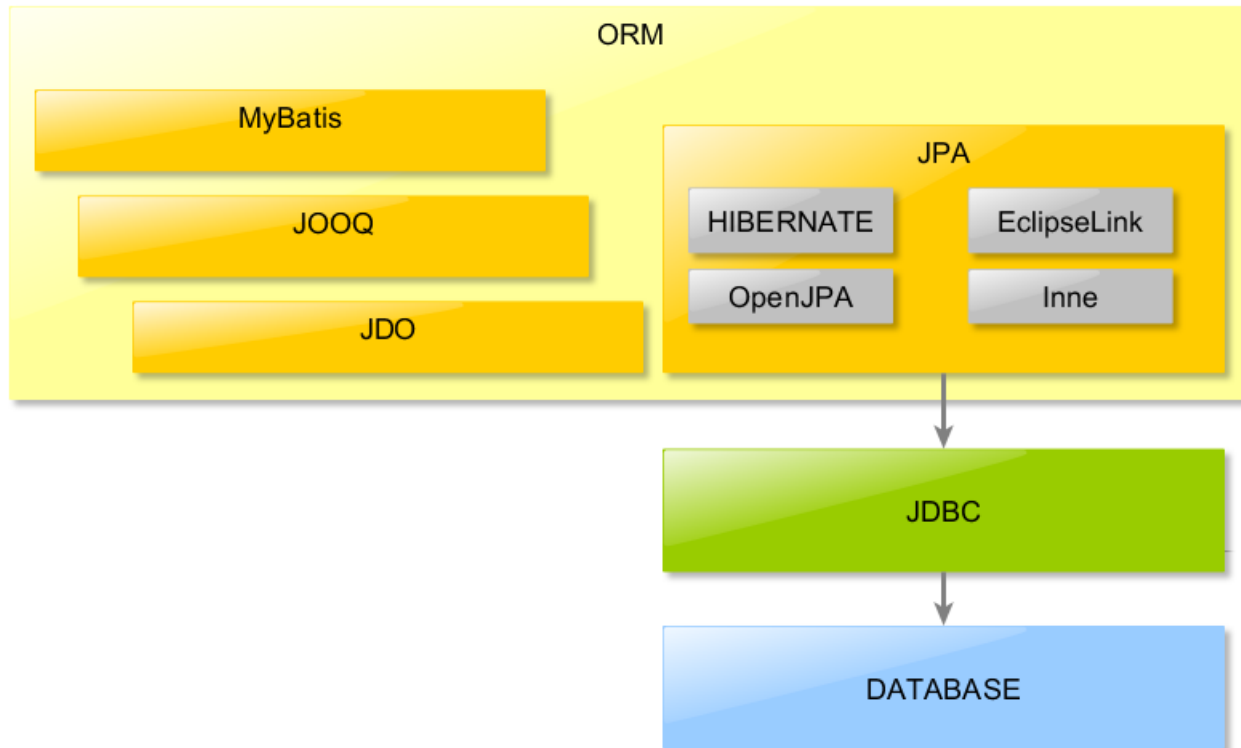 ORM
MyBatis
JOOQ
JDO
JPA
HIBERNATE
EclipseLink
OpenJPA
Inne
JDBC
DATABASE